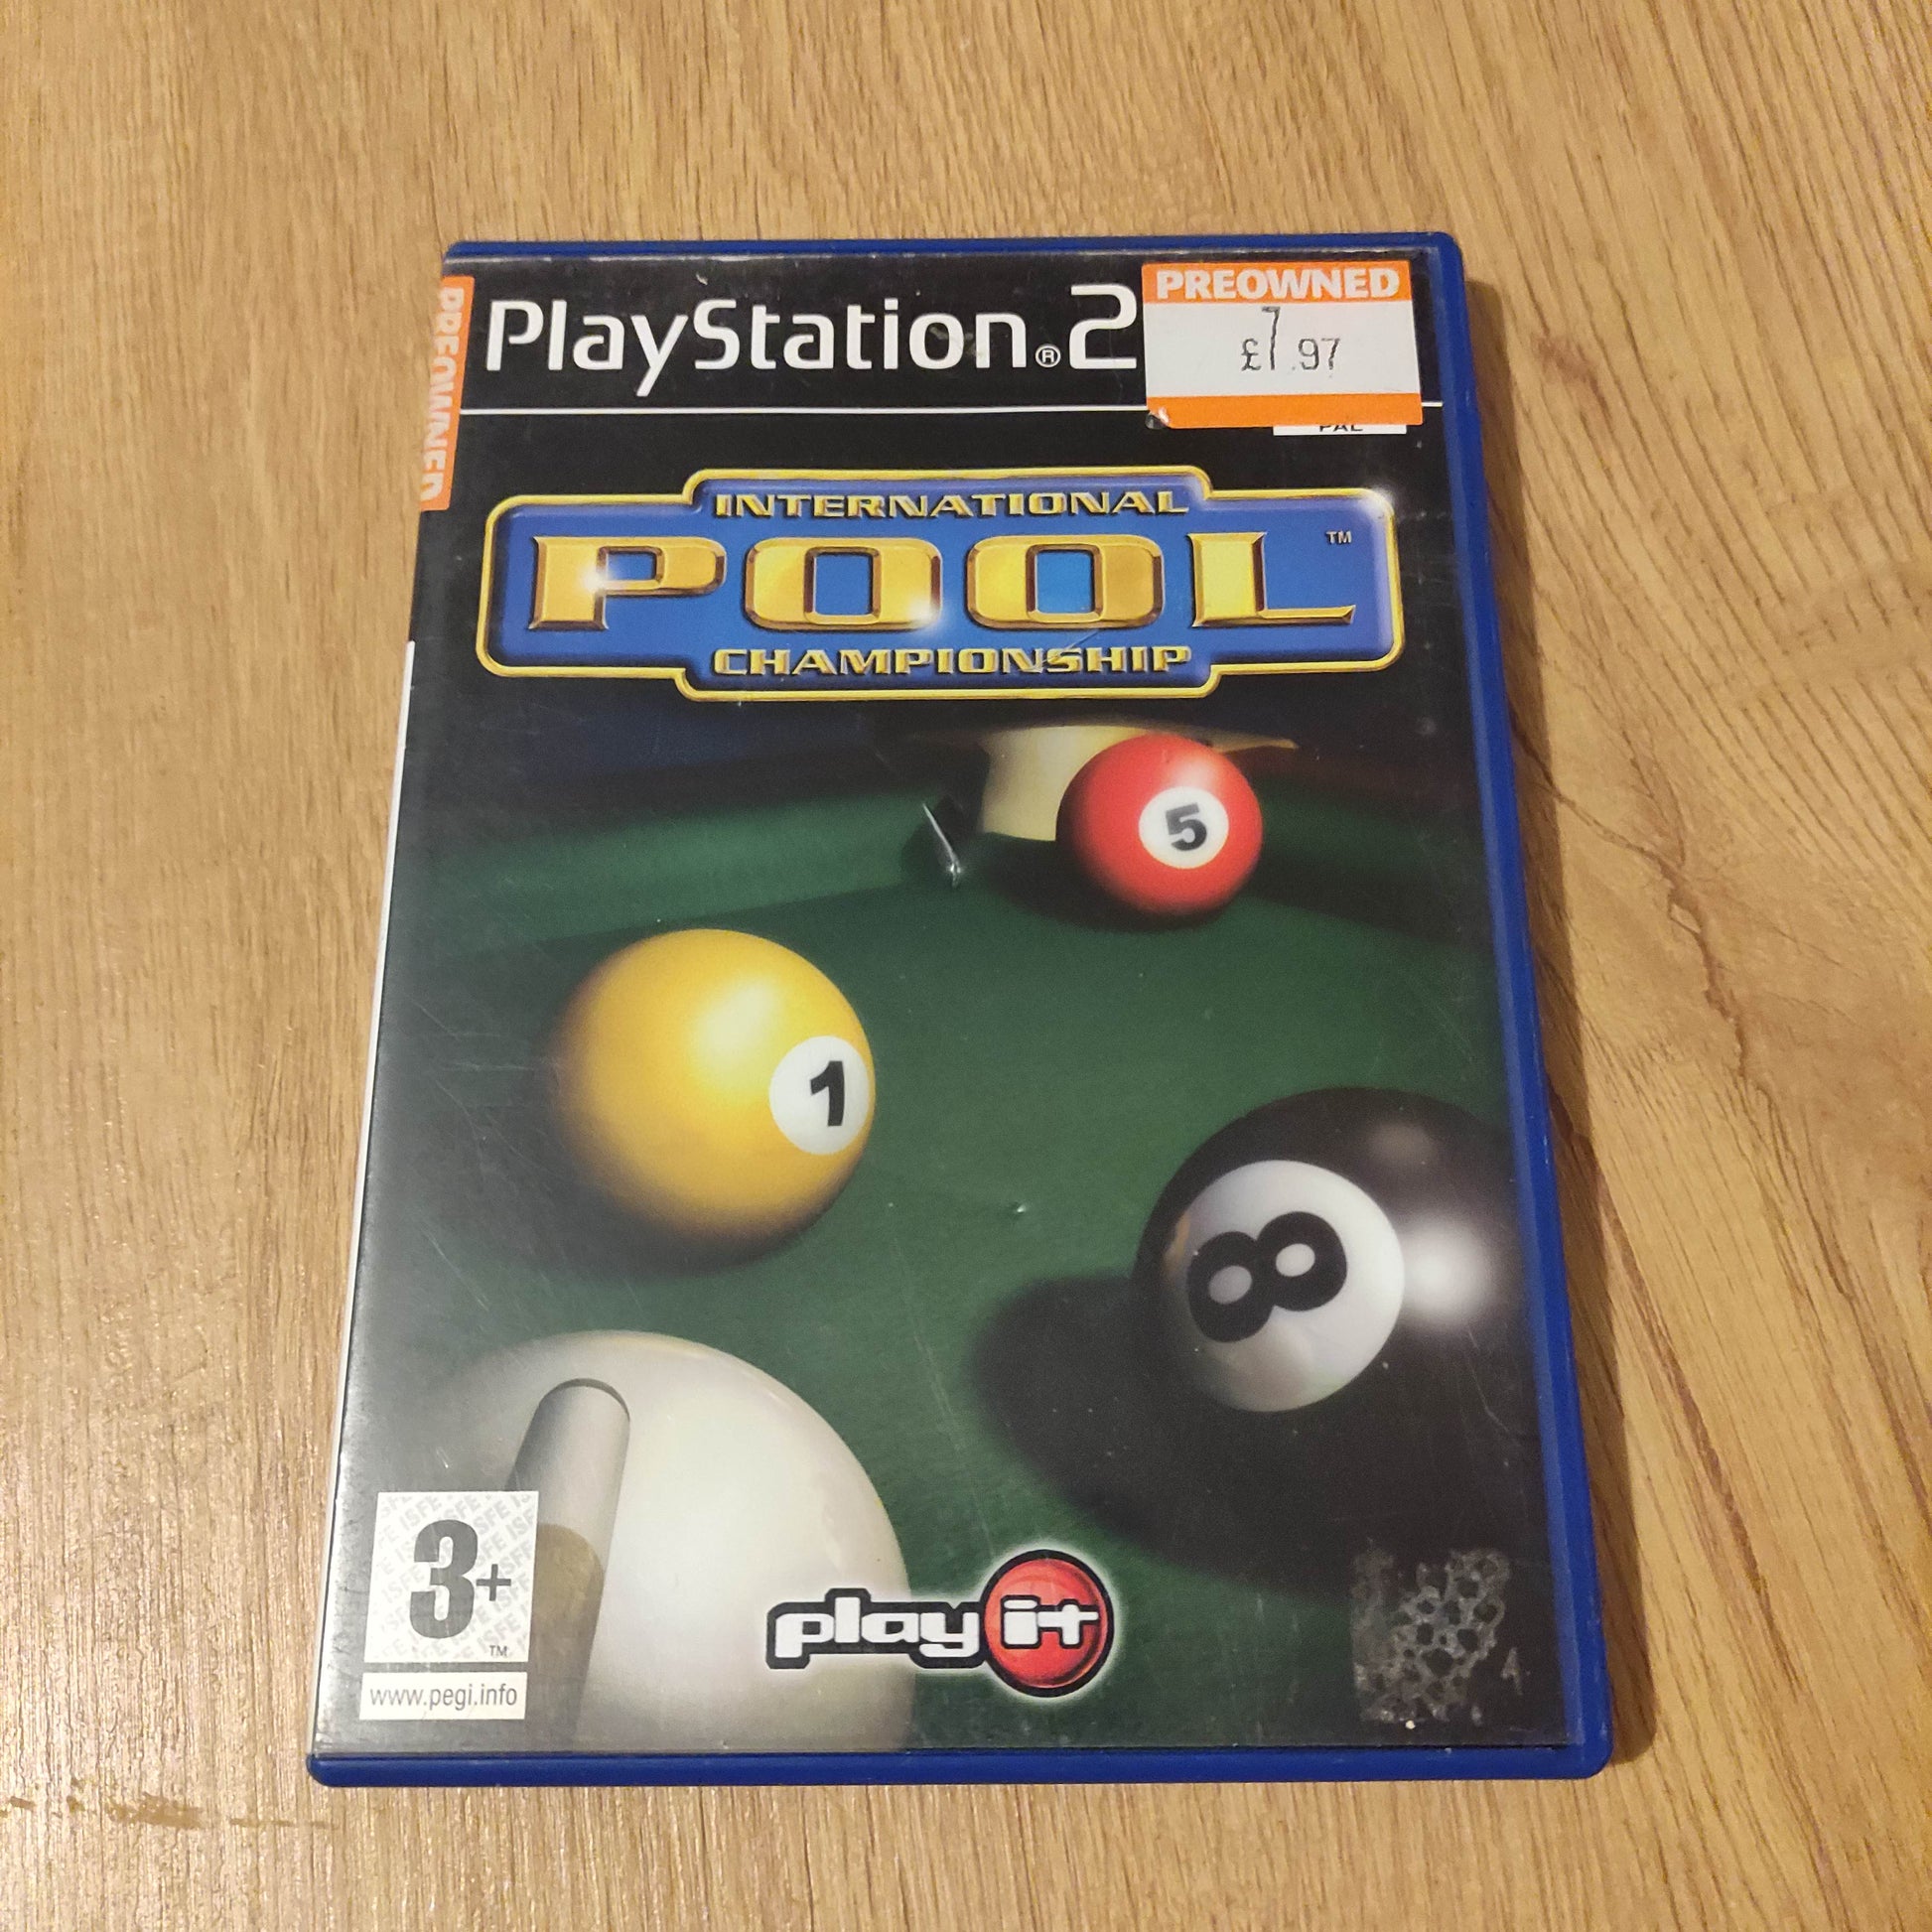 PlayStation®2
PREOWNED
£7.97
PAL
PREOWNED
INTERNATIONAL
POOL™
CHAMPIONSHIP
5
1
8
3+™
www.pegi.info
play it